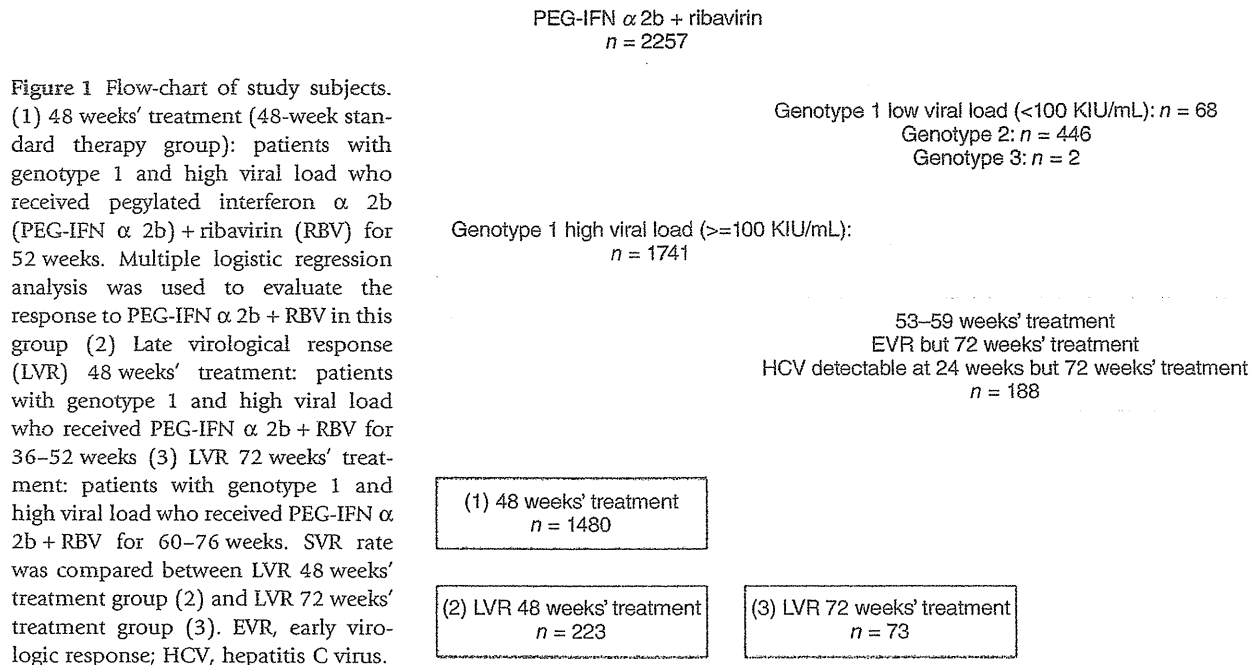 PEG-IFN α 2b + ribavirin
n = 2257
Figure 1 Flow-chart of study subjects.
(1) 48 weeks' treatment (48-week stan-
dard therapy group): patients with
genotype 1 and high viral load who
received pegylated interferon α 2b
(PEG-IFN α 2b) + ribavirin (RBV) for
52 weeks. Multiple logistic regression
analysis was used to evaluate the
response to PEG-IFN α 2b + RBV in this
group (2) Late virological response
(LVR) 48 weeks' treatment: patients
with genotype 1 and high viral load
who received PEG-IFN α 2b + RBV for
36–52 weeks (3) LVR 72 weeks' treat-
ment: patients with genotype 1 and
high viral load who received PEG-IFN α
2b + RBV for 60–76 weeks. SVR rate
was compared between LVR 48 weeks'
treatment group (2) and LVR 72 weeks'
treatment group (3). EVR, early viro-
logic response; HCV, hepatitis C virus.
Genotype 1 low viral load (<100 KIU/mL): n = 68
Genotype 2: n = 446
Genotype 3: n = 2
Genotype 1 high viral load (>=100 KIU/mL):
n = 1741
53–59 weeks' treatment
EVR but 72 weeks' treatment
HCV detectable at 24 weeks but 72 weeks' treatment
n = 188
(1) 48 weeks' treatment
n = 1480
(2) LVR 48 weeks' treatment
n = 223
(3) LVR 72 weeks' treatment
n = 73